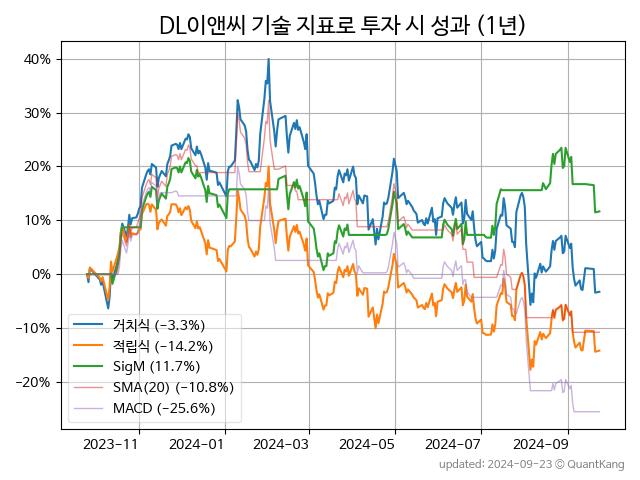 DL이앤씨 기술 지표로 투자 시 성과 (1년)
40%
30%
20%
10%
0%
−10%
−20%
거치식 (−3.3%)
적립식 (−14.2%)
SigM (11.7%)
SMA(20) (−10.8%)
MACD (−25.6%)
2023-11 2024-01 2024-03 2024-05 2024-07 2024-09
updated: 2024-09-23 © QuantKang